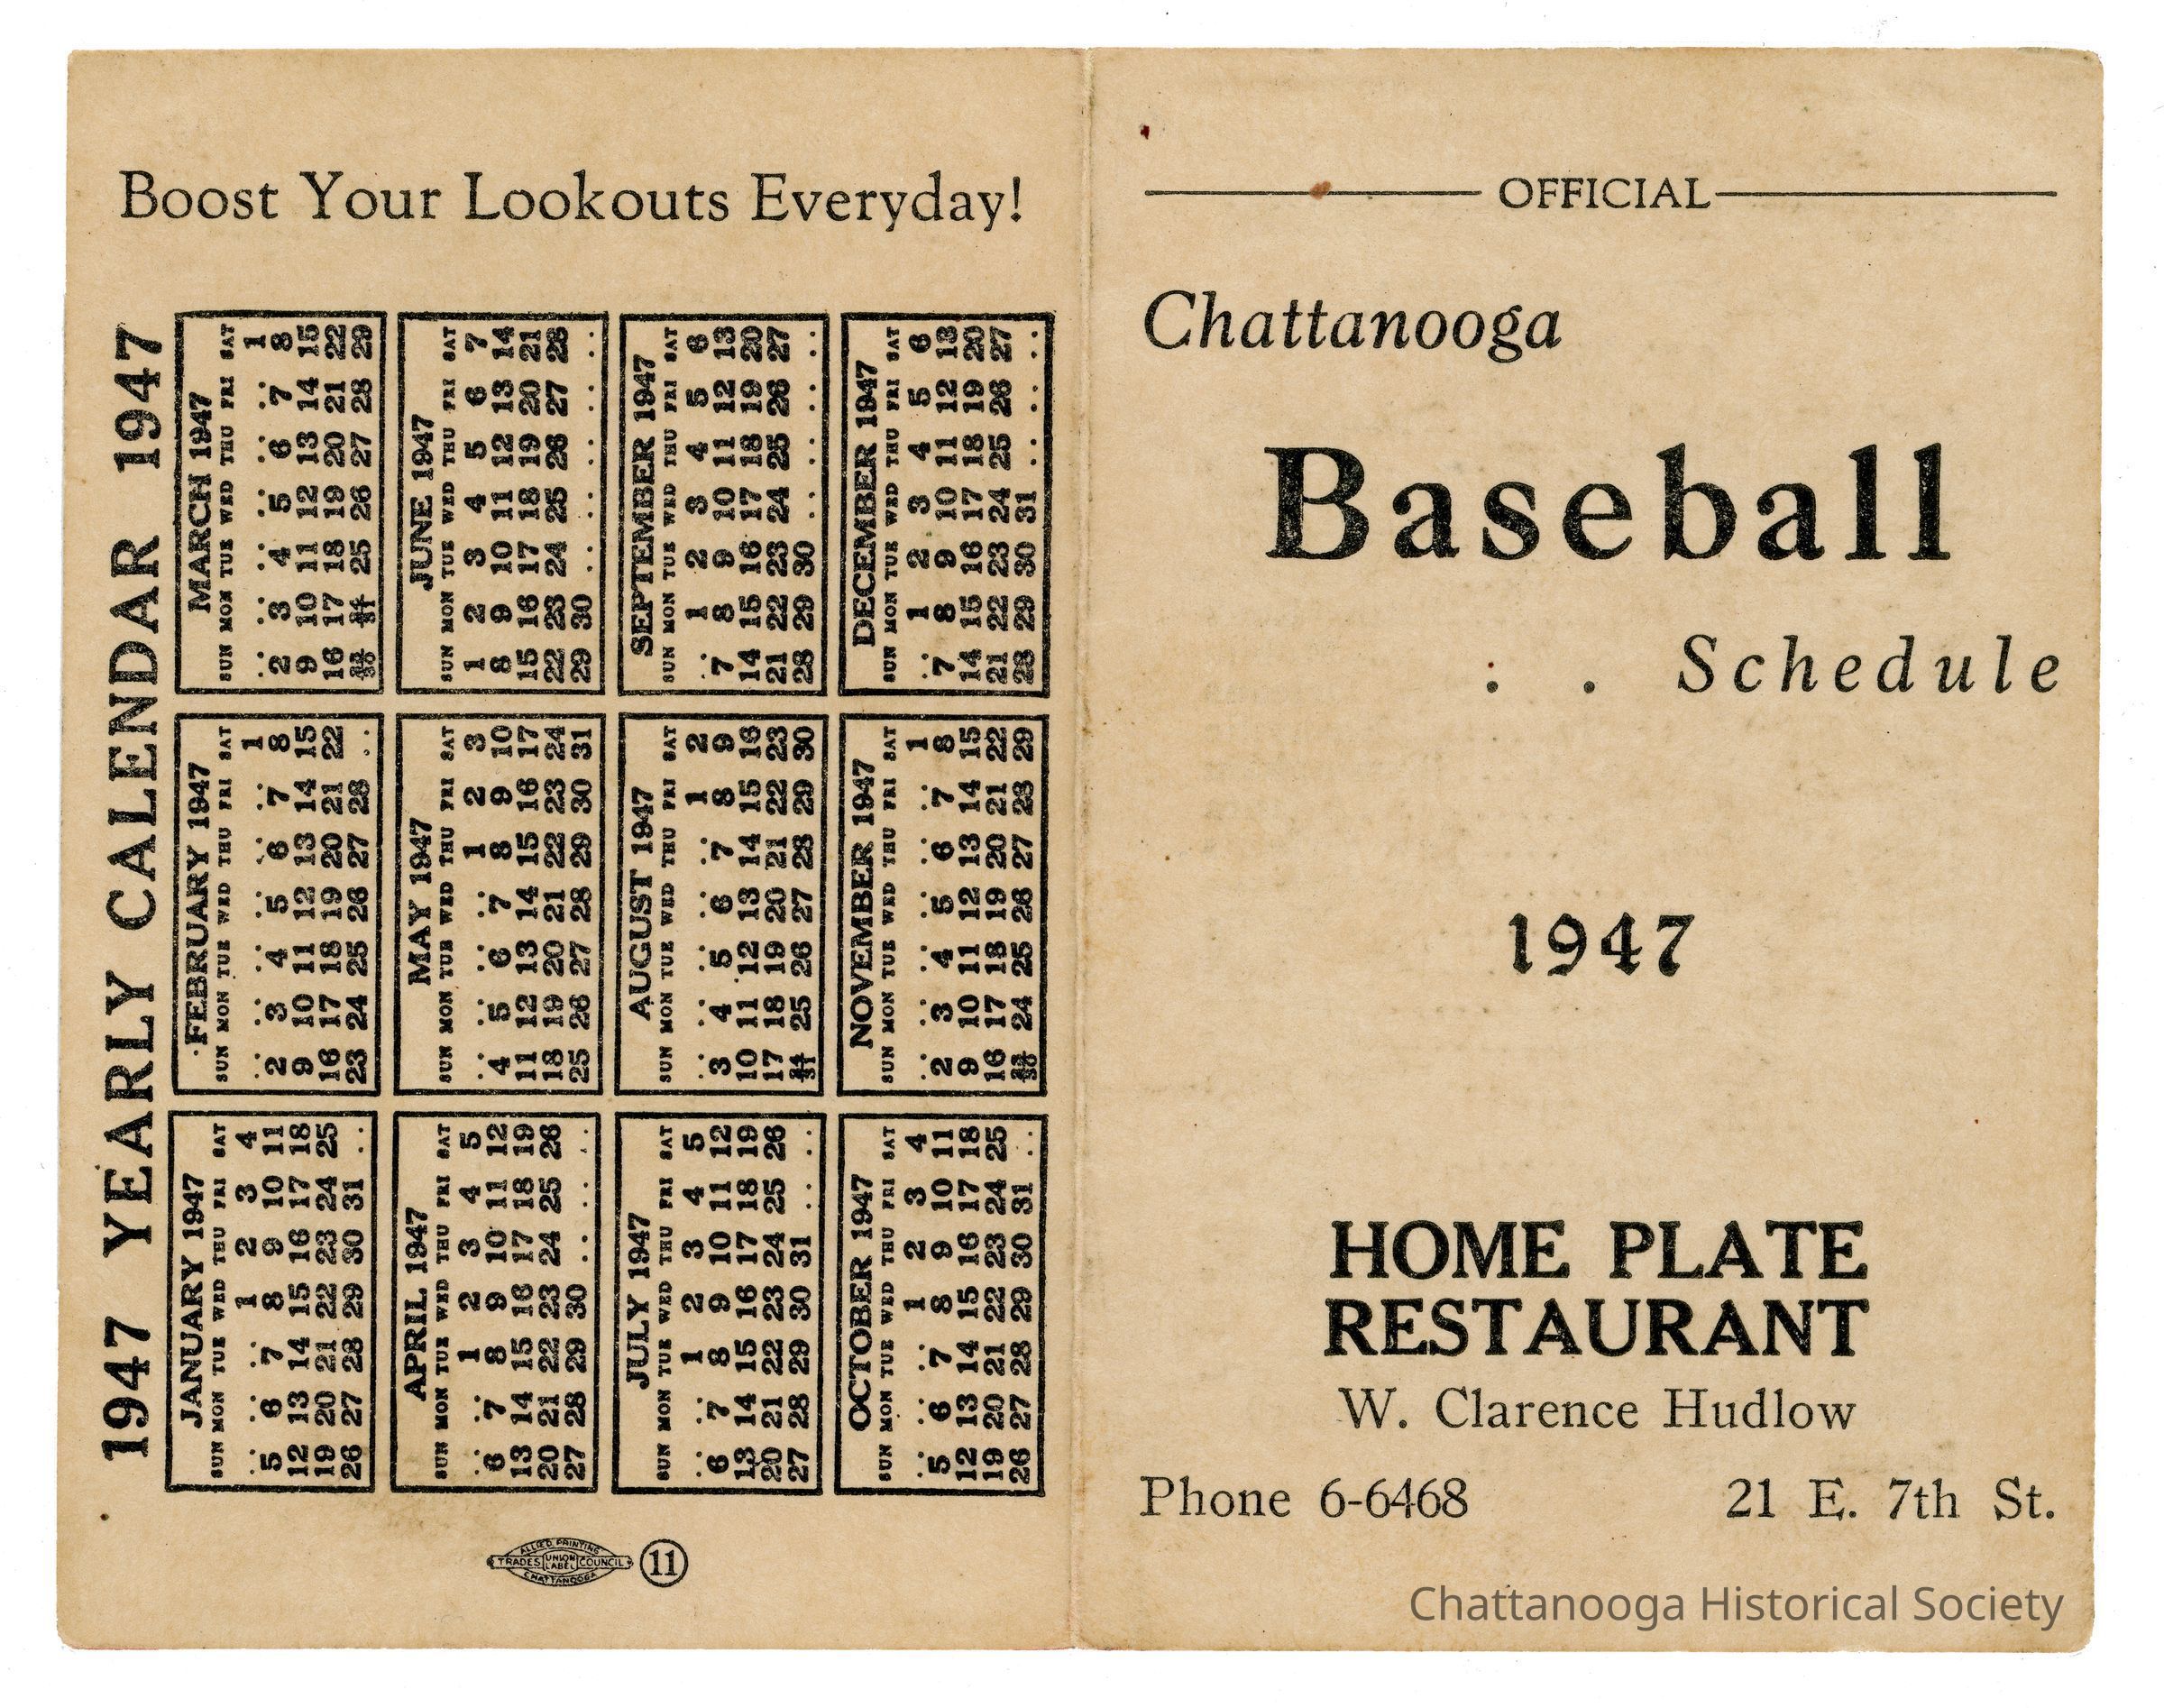 Boost Your Lookouts Everyday!
1947 YEARLY CALENDAR 1947
JANUARY 1947
SUN MON TUE WED THU FRI SAT
1 2 3 4
5 6 7 8 9 10 11
12 13 14 15 16 17 18
19 20 21 22 23 24 25
26 27 28 29 30 31
FEBRUARY 1947
SUN MON TUE WED THU FRI SAT
1
2 3 4 5 6 7 8
9 10 11 12 13 14 15
16 17 18 19 20 21 22
23 24 25 26 27 28
MARCH 1947
SUN MON TUE WED THU FRI SAT
1
2 3 4 5 6 7 8
9 10 11 12 13 14 15
16 17 18 19 20 21 22
23/30 24/31 25 26 27 28 29
APRIL 1947
SUN MON TUE WED THU FRI SAT
1 2 3 4 5
6 7 8 9 10 11 12
13 14 15 16 17 18 19
20 21 22 23 24 25 26
27 28 29 30
MAY 1947
SUN MON TUE WED THU FRI SAT
1 2 3
4 5 6 7 8 9 10
11 12 13 14 15 16 17
18 19 20 21 22 23 24
25 26 27 28 29 30 31
JUNE 1947
SUN MON TUE WED THU FRI SAT
1 2 3 4 5 6 7
8 9 10 11 12 13 14
15 16 17 18 19 20 21
22 23 24 25 26 27 28
29 30
JULY 1947
SUN MON TUE WED THU FRI SAT
1 2 3 4 5
6 7 8 9 10 11 12
13 14 15 16 17 18 19
20 21 22 23 24 25 26
27 28 29 30 31
AUGUST 1947
SUN MON TUE WED THU FRI SAT
1 2
3 4 5 6 7 8 9
10 11 12 13 14 15 16
17 18 19 20 21 22 23
24/31 25 26 27 28 29 30
SEPTEMBER 1947
SUN MON TUE WED THU FRI SAT
1 2 3 4 5 6
7 8 9 10 11 12 13
14 15 16 17 18 19 20
21 22 23 24 25 26 27
28 29 30
OCTOBER 1947
SUN MON TUE WED THU FRI SAT
1 2 3 4
5 6 7 8 9 10 11
12 13 14 15 16 17 18
19 20 21 22 23 24 25
26 27 28 29 30 31
NOVEMBER 1947
SUN MON TUE WED THU FRI SAT
1
2 3 4 5 6 7 8
9 10 11 12 13 14 15
16 17 18 19 20 21 22
23/30 24 25 26 27 28 29
DECEMBER 1947
SUN MON TUE WED THU FRI SAT
1 2 3 4 5 6
7 8 9 10 11 12 13
14 15 16 17 18 19 20
21 22 23 24 25 26 27
28 29 30 31
ALLIED PRINTING
TRADES UNION LABEL COUNCIL
CHATTANOOGA
11
OFFICIAL
Chattanooga
Baseball
: . Schedule
1947
HOME PLATE
RESTAURANT
W. Clarence Hudlow
Phone 6-6468 21 E. 7th St.
Chattanooga Historical Society